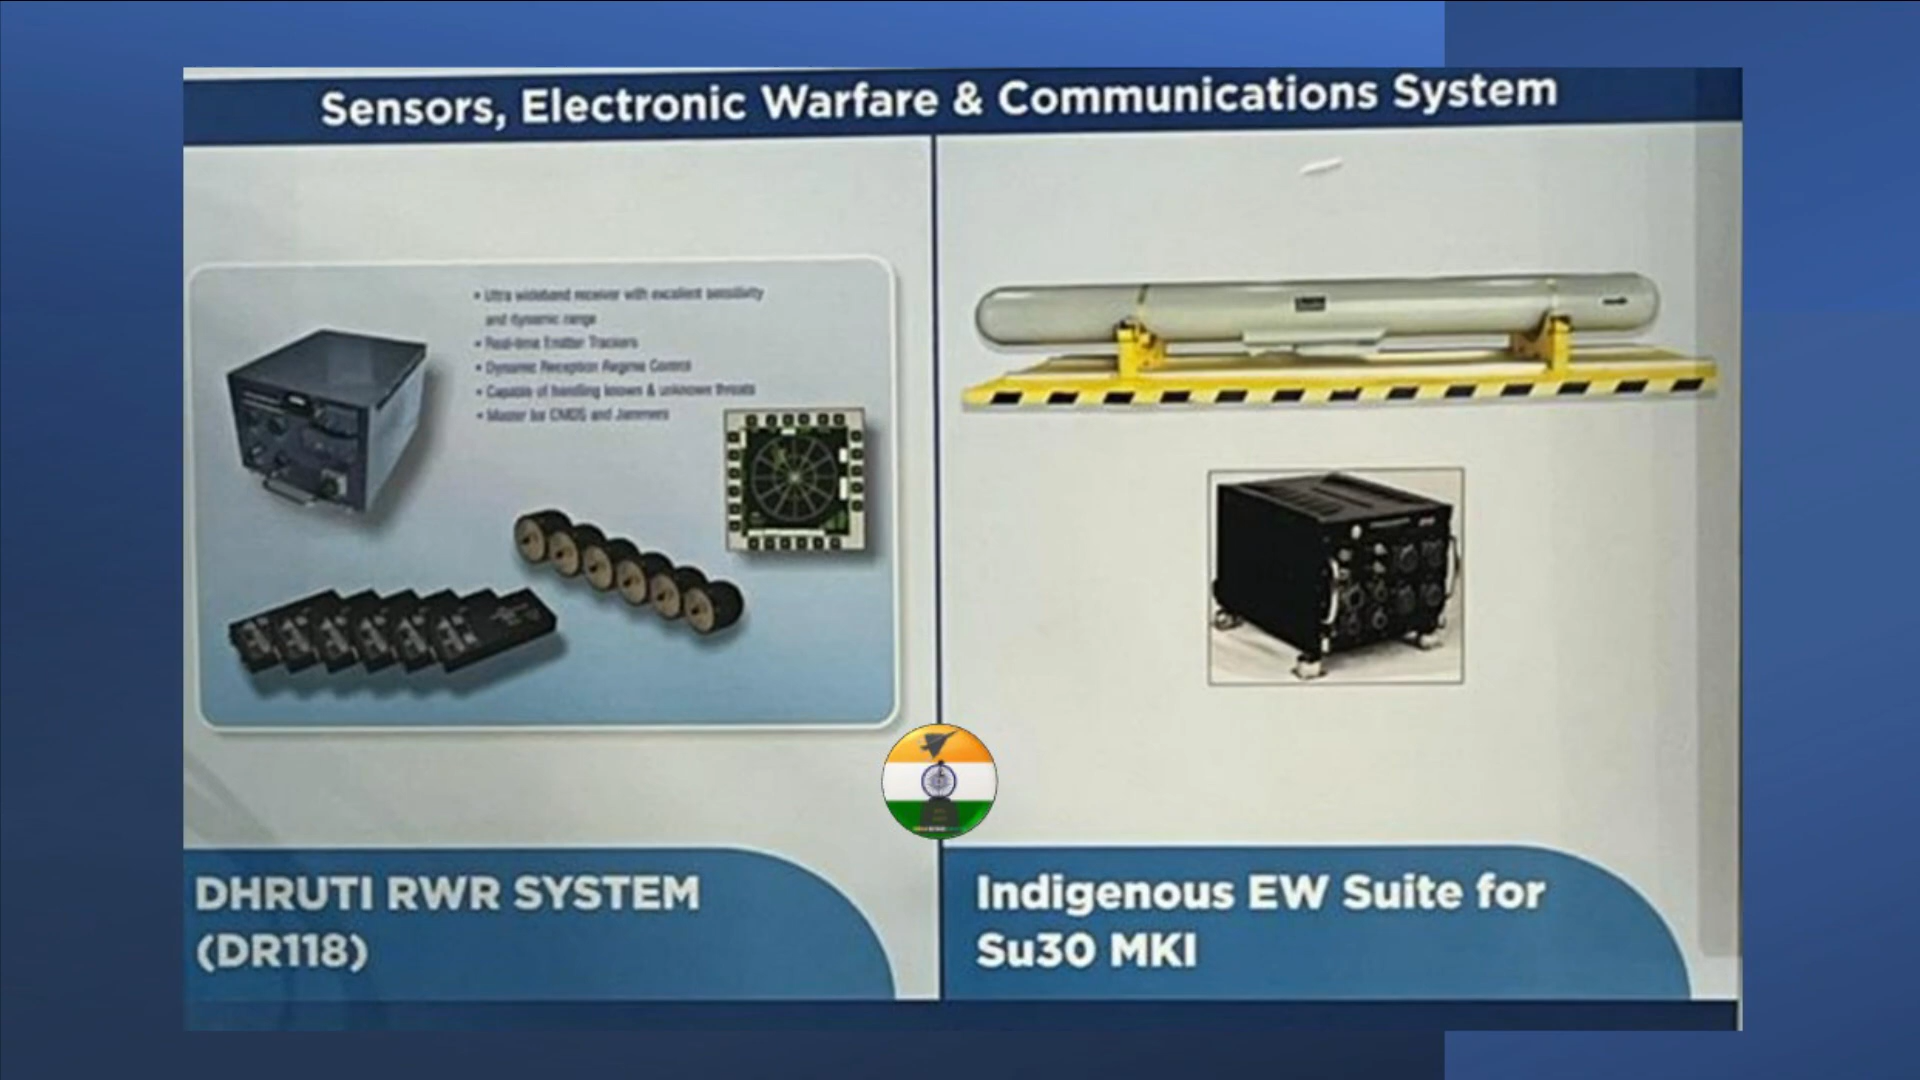 Sensors, Electronic Warfare & Communications System
• Ultra wideband receiver with excellent sensitivity
and dynamic range
• Real-time Emitter Trackers
• Dynamic Reception Regime Control
• Capable of handling known & unknown threats
• Master for CMDS and Jammers
DHRUTI RWR SYSTEM
(DR118)
Indigenous EW Suite for
Su30 MKI